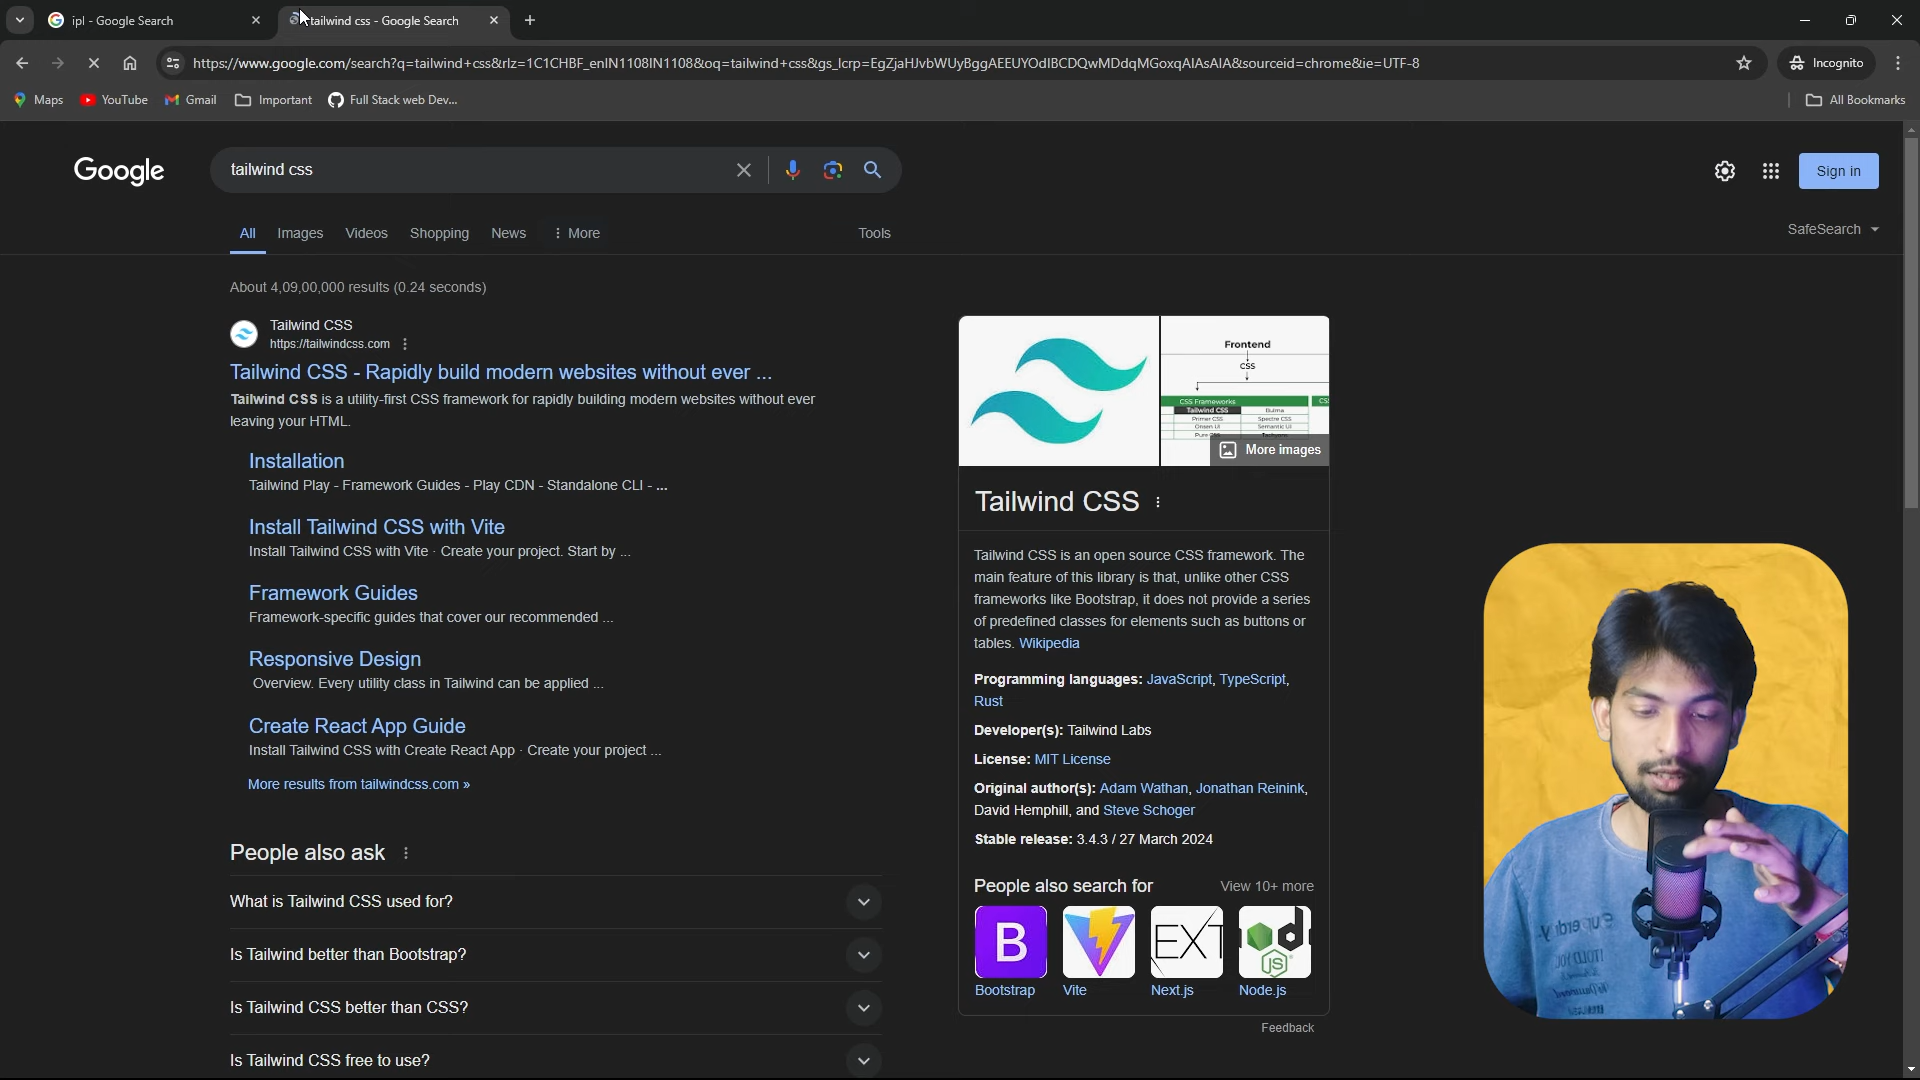 ipl - Google Search
tailwind css - Google Search
https://www.google.com/search?q=tailwind+css&rlz=1C1CHBF_enIN1108IN1108&oq=tailwind+css&gs_lcrp=EgZjaHJvbWUyBggAEEUYOdIBCDQwMDdqMGoxqAIAsAIA&sourceid=chrome&ie=UTF-8
Incognito
Maps
YouTube
Gmail
Important
Full Stack web Dev...
All Bookmarks
Google
tailwind css
Sign in
All
Images
Videos
Shopping
News
More
Tools
SafeSearch
About 4,09,00,000 results (0.24 seconds)
Tailwind CSS
https://tailwindcss.com
Tailwind CSS - Rapidly build modern websites without ever ...
Tailwind CSS is a utility-first CSS framework for rapidly building modern websites without ever
leaving your HTML.
Installation
Tailwind Play - Framework Guides - Play CDN - Standalone CLI - ...
Install Tailwind CSS with Vite
Install Tailwind CSS with Vite · Create your project. Start by ...
Framework Guides
Framework-specific guides that cover our recommended ...
Responsive Design
Overview. Every utility class in Tailwind can be applied ...
Create React App Guide
Install Tailwind CSS with Create React App · Create your project ...
More results from tailwindcss.com »
People also ask
What is Tailwind CSS used for?
Is Tailwind better than Bootstrap?
Is Tailwind CSS better than CSS?
Is Tailwind CSS free to use?
Frontend
CSS
CSS Frameworks
Tailwind CSS
Bulma
Primer CSS
Spectre CSS
Onsen UI
Semantic UI
More images
Tailwind CSS
Tailwind CSS is an open source CSS framework. The
main feature of this library is that, unlike other CSS
frameworks like Bootstrap, it does not provide a series
of predefined classes for elements such as buttons or
tables. Wikipedia
Programming languages: JavaScript, TypeScript,
Rust
Developer(s): Tailwind Labs
License: MIT License
Original author(s): Adam Wathan, Jonathan Reinink,
David Hemphill, and Steve Schoger
Stable release: 3.4.3 / 27 March 2024
People also search for
View 10+ more
B
EXT
Bootstrap
Vite
Next.js
Node.js
Feedback